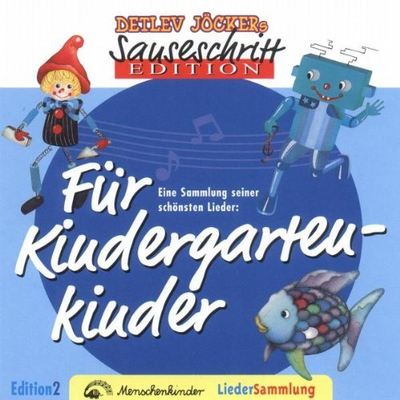 DETLEV JÖCKERs
Sauseschritt
EDITION
Eine Sammlung seiner
schönsten Lieder:
Für
Kindergarten-
kinder
Edition2
Menschenkinder
LiederSammlung